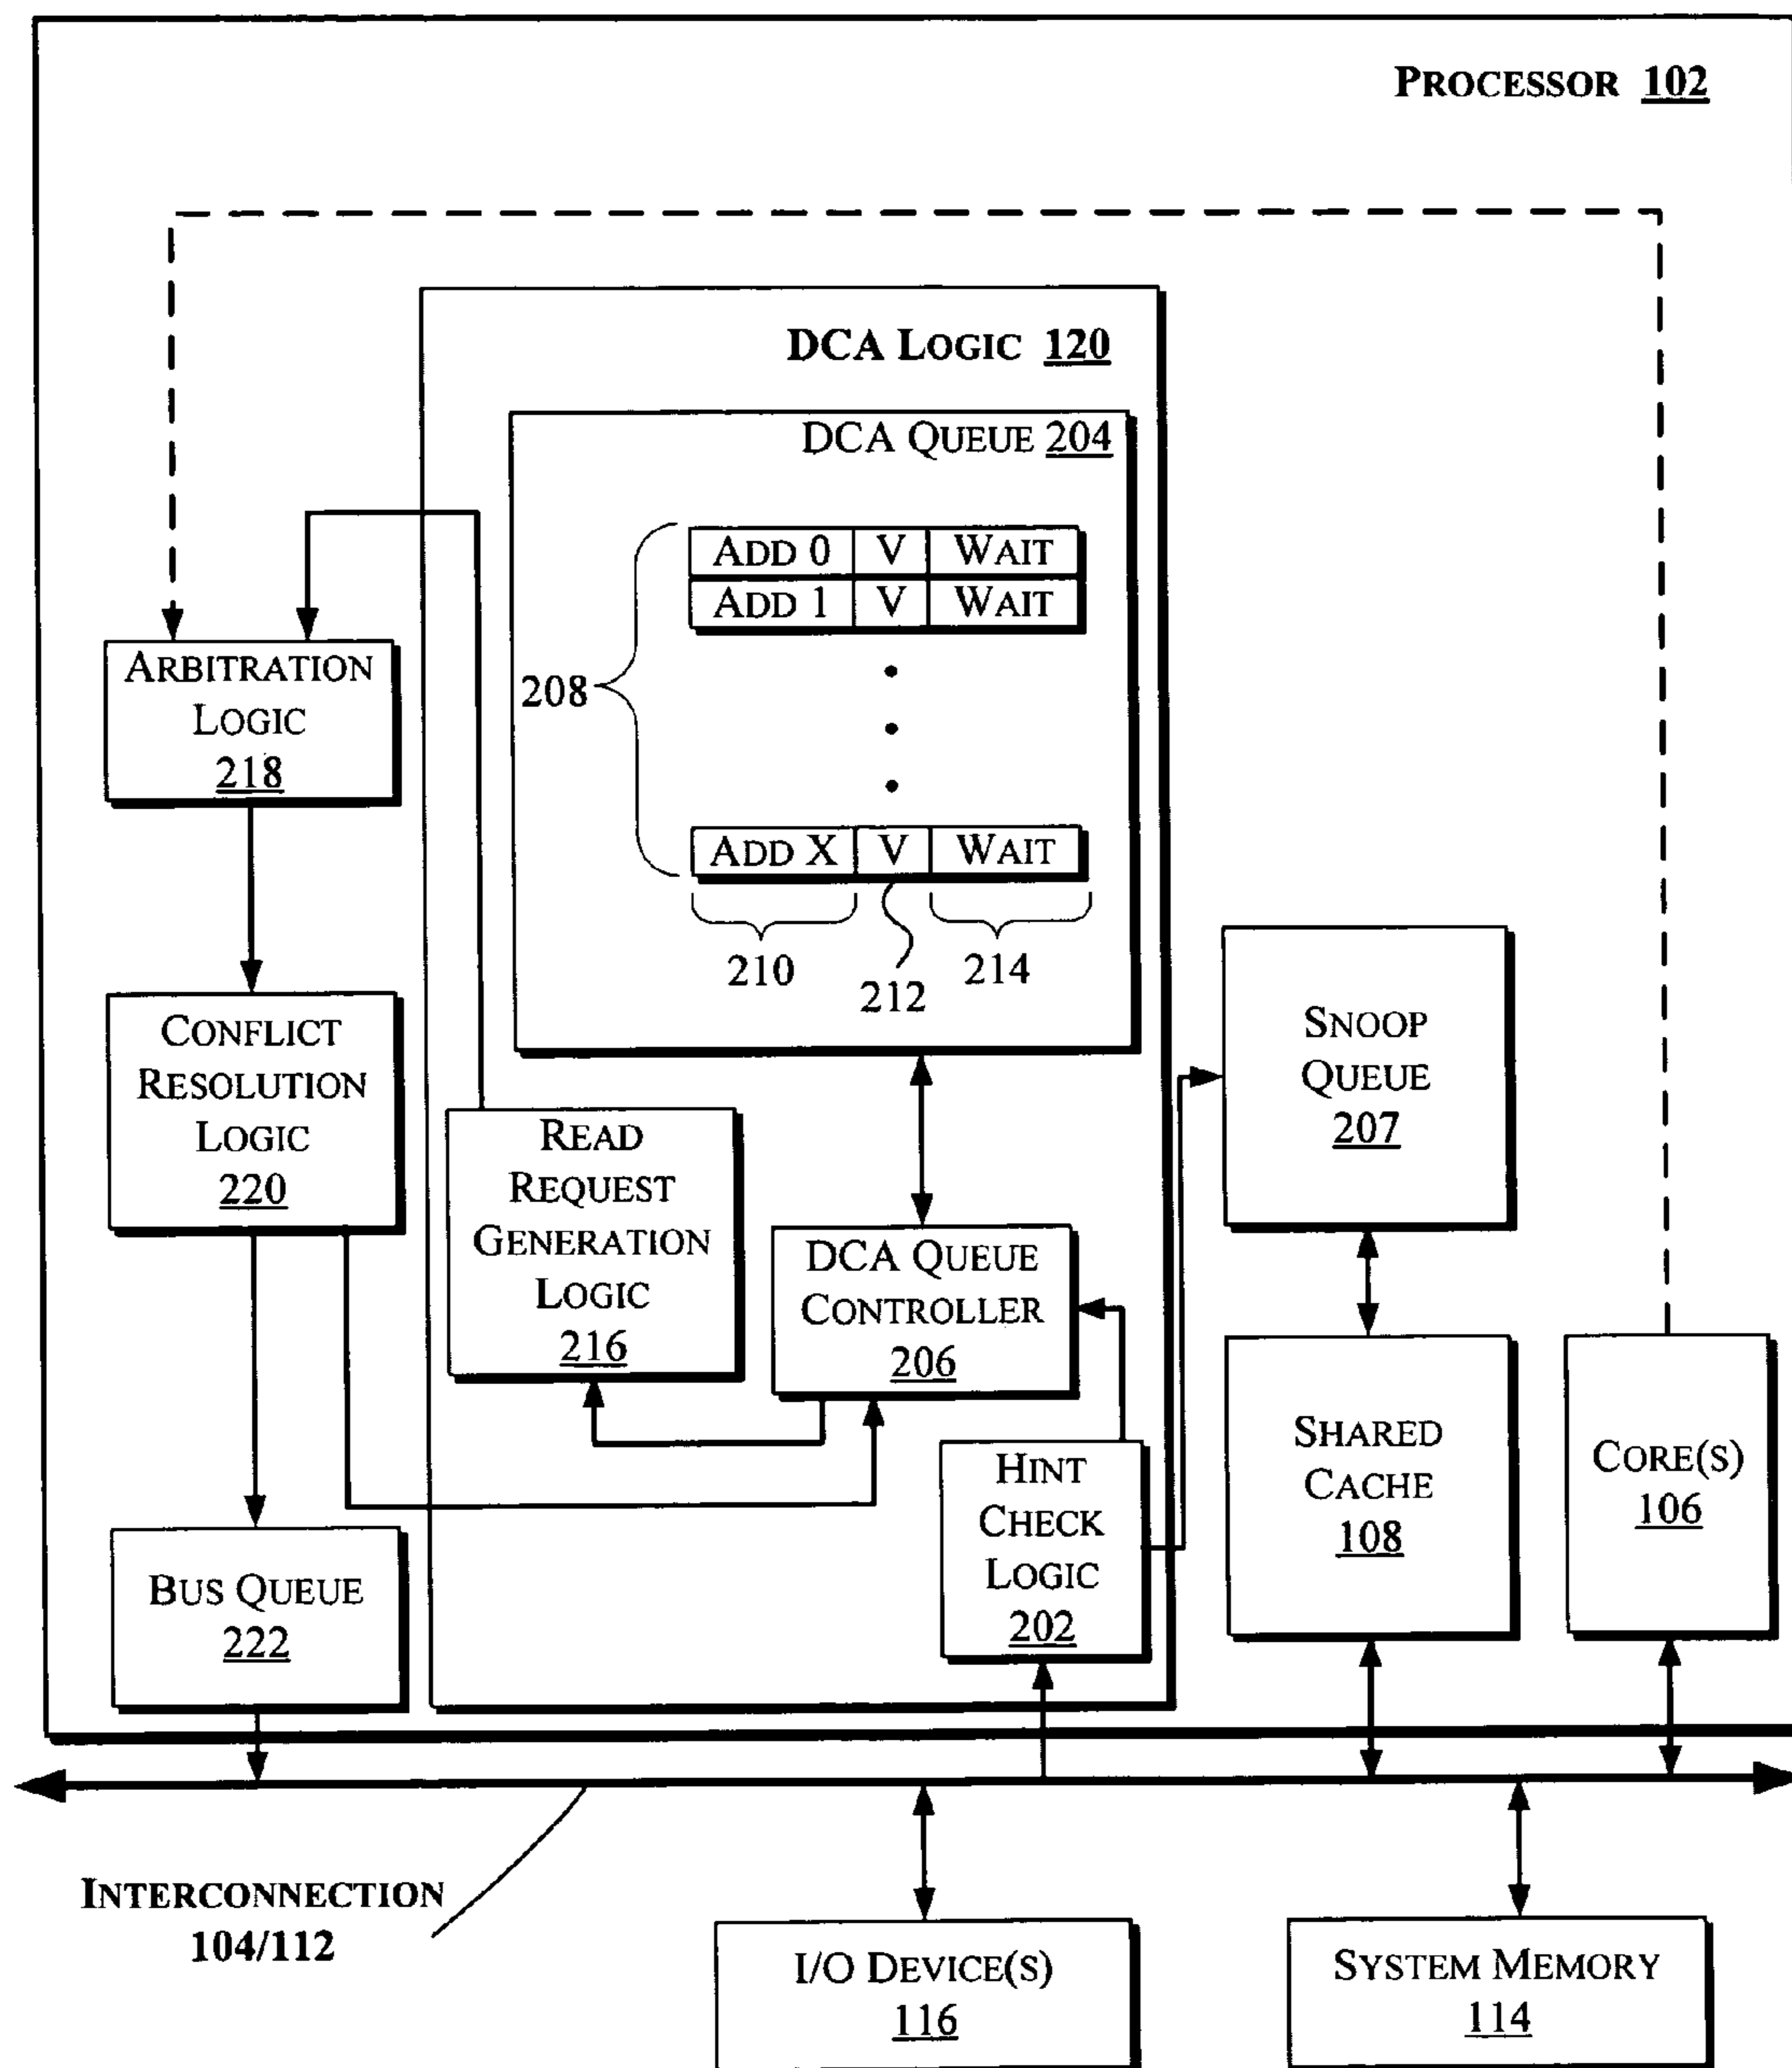 PROCESSOR 102
DCA LOGIC 120
DCA QUEUE 204
ADD 0 V WAIT
ADD 1 V WAIT
208
ADD X V WAIT
210
212
214
ARBITRATION
LOGIC
218
CONFLICT
RESOLUTION
LOGIC
220
READ
REQUEST
GENERATION
LOGIC
216
DCA QUEUE
CONTROLLER
206
SNOOP
QUEUE
207
HINT
CHECK
LOGIC
202
SHARED
CACHE
108
CORE(S)
106
BUS QUEUE
222
INTERCONNECTION
104/112
I/O DEVICE(S)
116
SYSTEM MEMORY
114